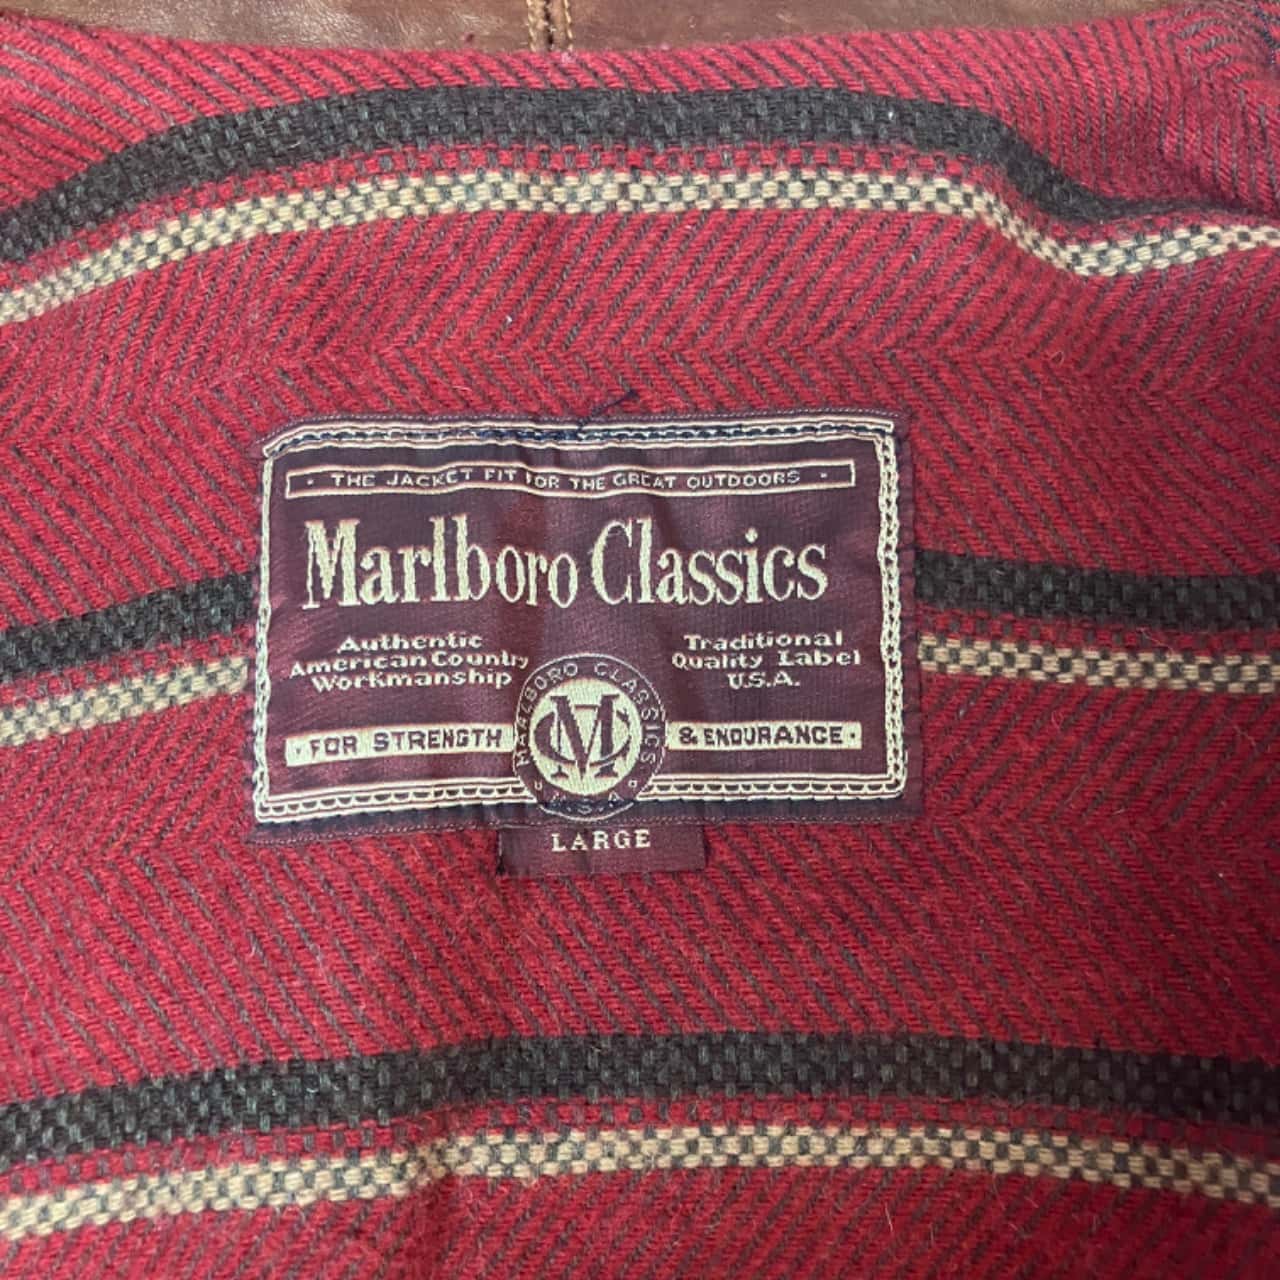 · THE JACKET FIT FOR THE GREAT OUTDOORS ·
Marlboro Classics
Authentic
American Country
Workmanship
Traditional
Quality Label
U.S.A.
· FOR STRENGTH
& ENDURANCE ·
MARLBORO CLASSICS
MC
U.S.A.
LARGE